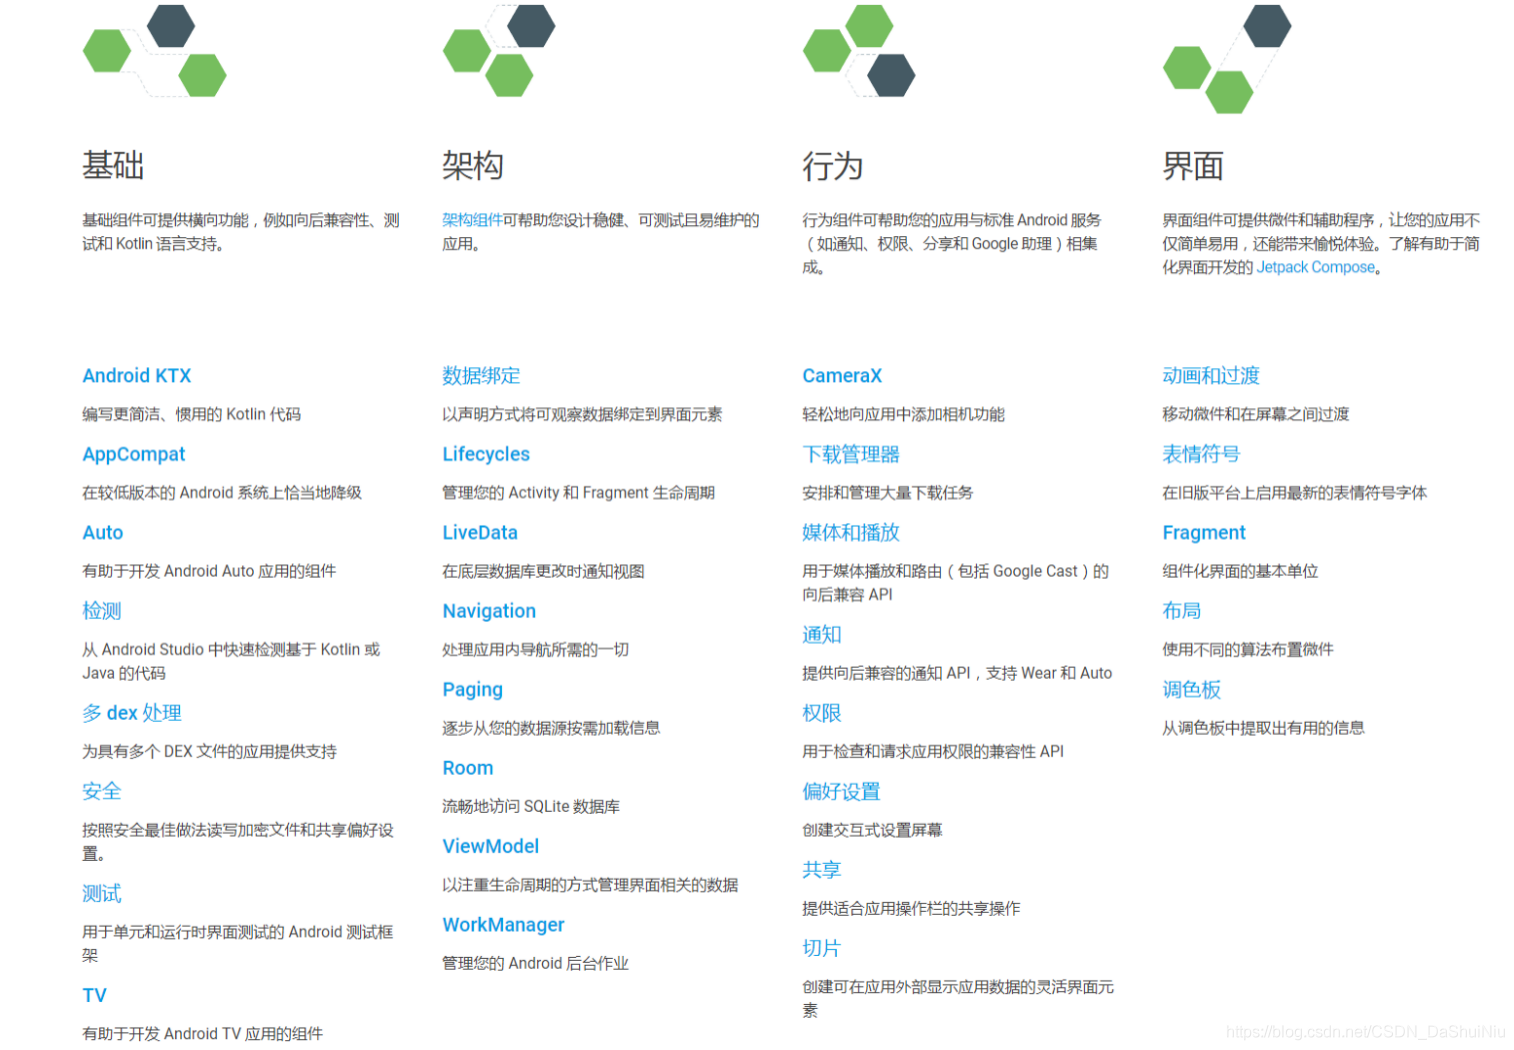 基础
基础组件可提供横向功能，例如向后兼容性、测
试和 Kotlin 语言支持。
Android KTX
编写更简洁、惯用的 Kotlin 代码
AppCompat
在较低版本的 Android 系统上恰当地降级
Auto
有助于开发 Android Auto 应用的组件
检测
从 Android Studio 中快速检测基于 Kotlin 或
Java 的代码
多 dex 处理
为具有多个 DEX 文件的应用提供支持
安全
按照安全最佳做法读写加密文件和共享偏好设
置。
测试
用于单元和运行时界面测试的 Android 测试框
架
TV
有助于开发 Android TV 应用的组件
架构
架构组件可帮助您设计稳健、可测试且易维护的
应用。
数据绑定
以声明方式将可观察数据绑定到界面元素
Lifecycles
管理您的 Activity 和 Fragment 生命周期
LiveData
在底层数据库更改时通知视图
Navigation
处理应用内导航所需的一切
Paging
逐步从您的数据源按需加载信息
Room
流畅地访问 SQLite 数据库
ViewModel
以注重生命周期的方式管理界面相关的数据
WorkManager
管理您的 Android 后台作业
行为
行为组件可帮助您的应用与标准 Android 服务
（如通知、权限、分享和 Google 助理）相集
成。
CameraX
轻松地向应用中添加相机功能
下载管理器
安排和管理大量下载任务
媒体和播放
用于媒体播放和路由（包括 Google Cast）的
向后兼容 API
通知
提供向后兼容的通知 API，支持 Wear 和 Auto
权限
用于检查和请求应用权限的兼容性 API
偏好设置
创建交互式设置屏幕
共享
提供适合应用操作栏的共享操作
切片
创建可在应用外部显示应用数据的灵活界面元
素
界面
界面组件可提供微件和辅助程序，让您的应用不
仅简单易用，还能带来愉悦体验。了解有助于简
化界面开发的 Jetpack Compose。
动画和过渡
移动微件和在屏幕之间过渡
表情符号
在旧版平台上启用最新的表情符号字体
Fragment
组件化界面的基本单位
布局
使用不同的算法布置微件
调色板
从调色板中提取出有用的信息
https://blog.csdn.net/CSDN_DaShuiNiu